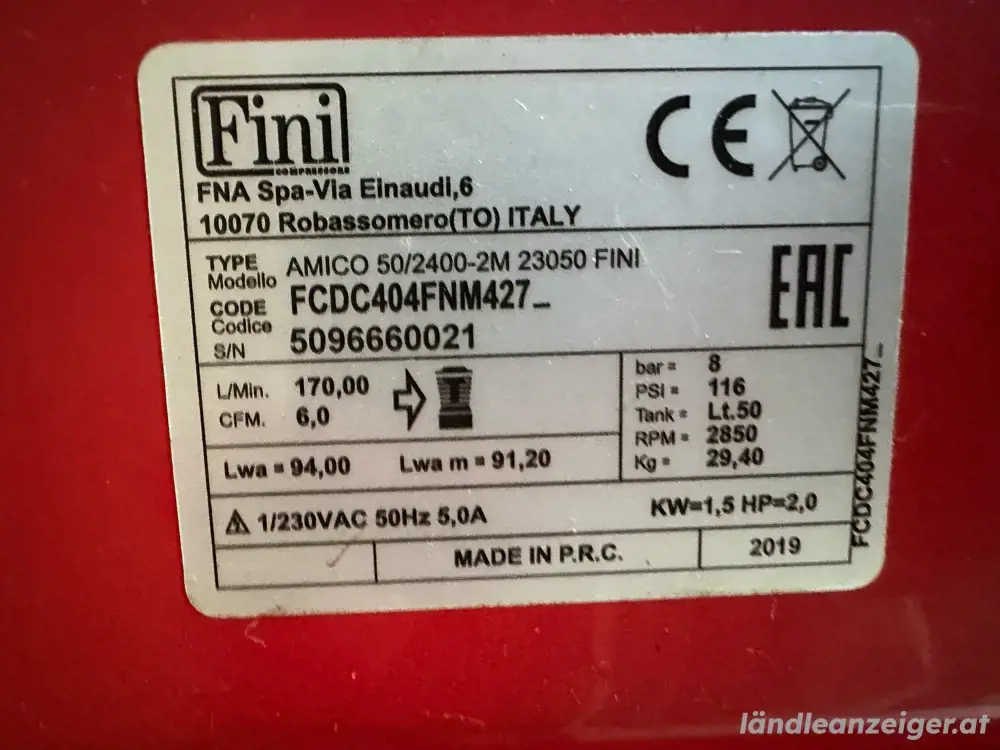 Fini
COMPRESSORS
CE
FNA Spa-Via Einaudi,6
10070 Robassomero(TO) ITALY
TYPE
Modello
AMICO 50/2400-2M 23050 FINI
CODE
Codice
FCDC404FNM427_
S/N
5096660021
EAC
L/Min. 170,00
CFM. 6,0
bar = 8
PSI = 116
Tank = Lt.50
RPM = 2850
Kg = 29,40
Lwa = 94,00 Lwa m = 91,20
1/230VAC 50Hz 5,0A
KW=1,5 HP=2,0
MADE IN P.R.C.
2019
FCDC404FNM427_
ländleanzeiger.at